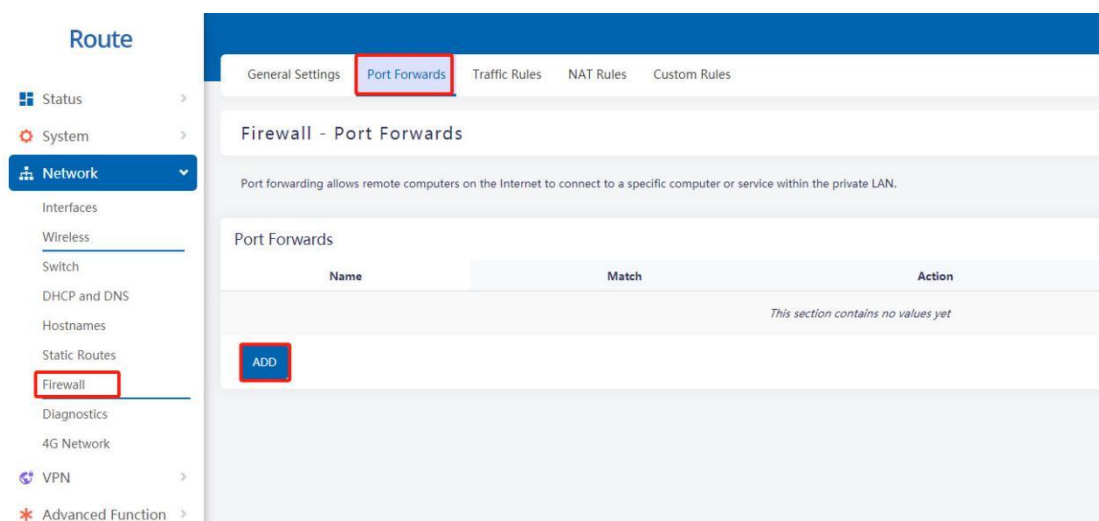 Route
Status
System
Network
Interfaces
Wireless
Switch
DHCP and DNS
Hostnames
Static Routes
Firewall
Diagnostics
4G Network
VPN
Advanced Function
General Settings Port Forwards Traffic Rules NAT Rules Custom Rules
Firewall - Port Forwards
Port forwarding allows remote computers on the Internet to connect to a specific computer or service within the private LAN.
Port Forwards
Name Match Action
This section contains no values yet
ADD